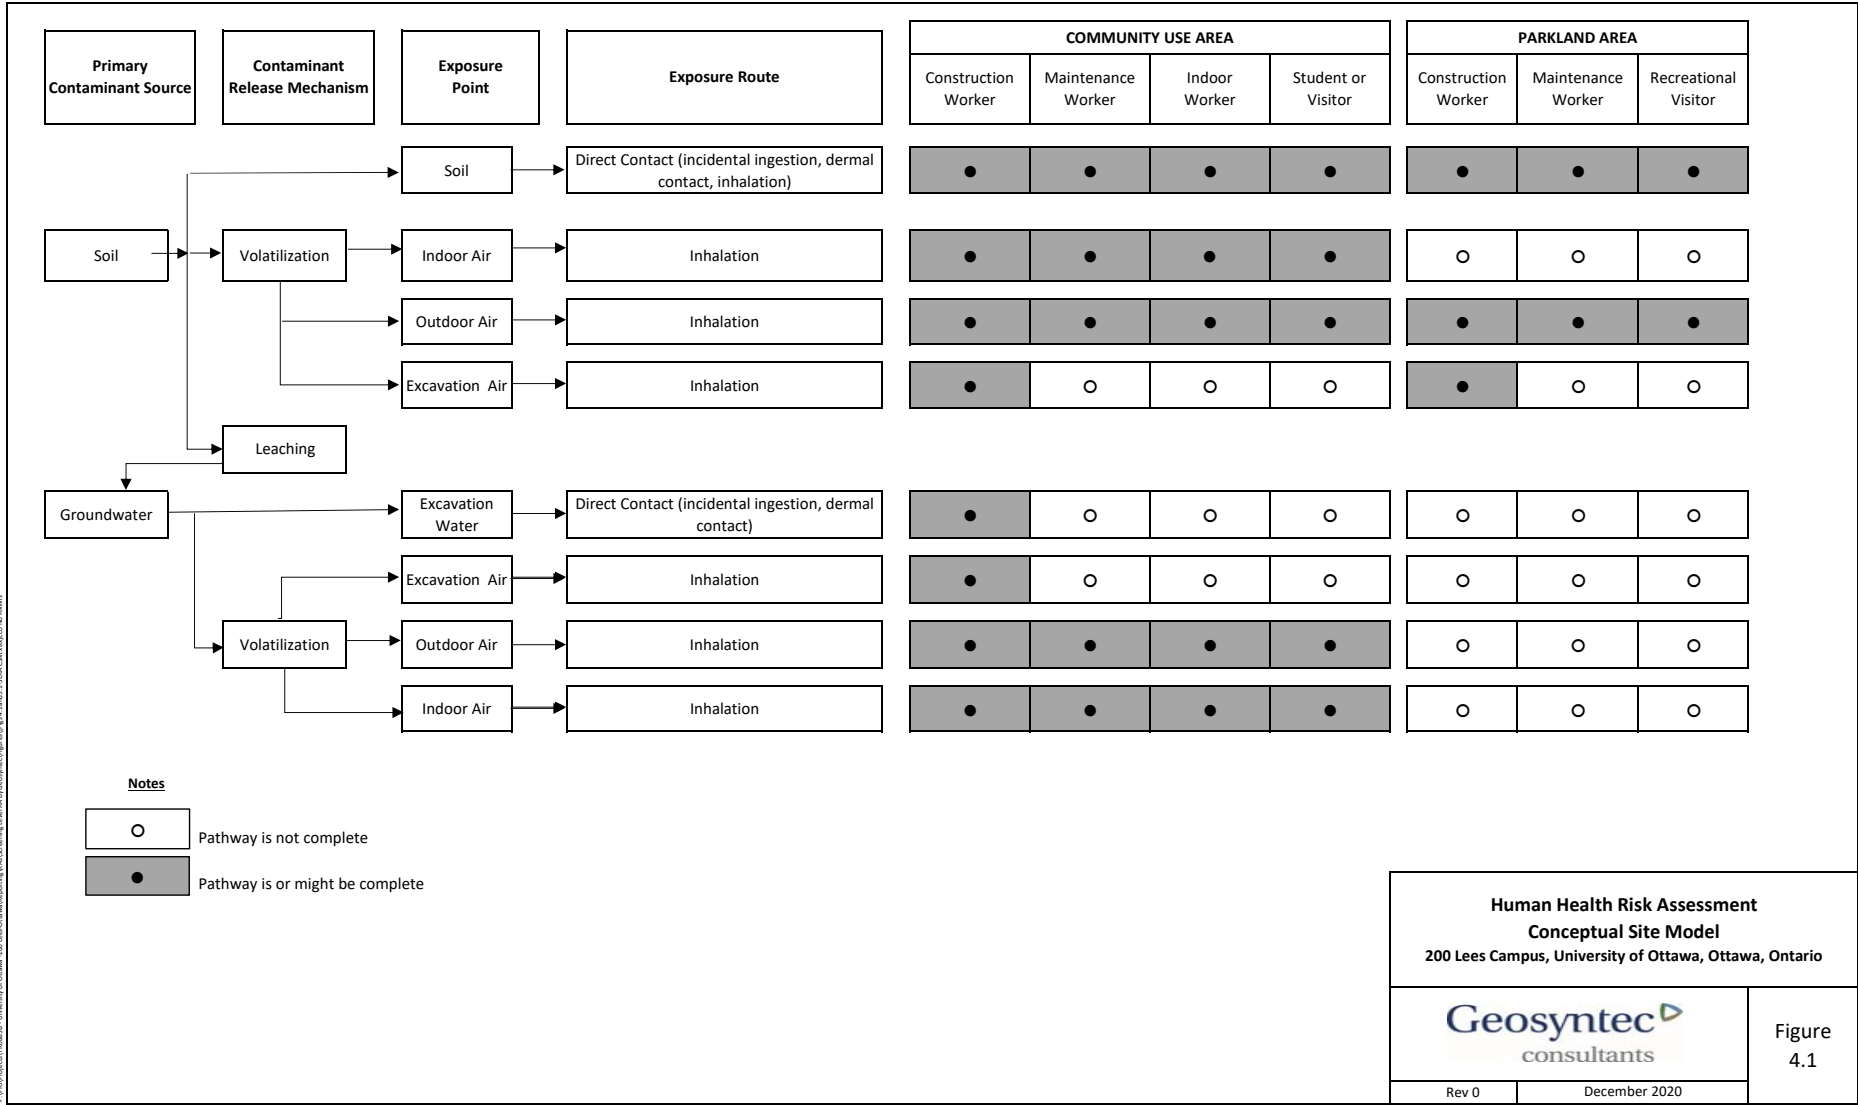 Primary
Contaminant Source
Contaminant
Release Mechanism
Exposure
Point
Exposure Route
COMMUNITY USE AREA
Construction
Worker
Maintenance
Worker
Indoor
Worker
Student or
Visitor
PARKLAND AREA
Construction
Worker
Maintenance
Worker
Recreational
Visitor
Soil
Direct Contact (incidental ingestion, dermal
contact, inhalation)
Soil
Volatilization
Indoor Air
Inhalation
Outdoor Air
Inhalation
Excavation Air
Inhalation
Leaching
Groundwater
Excavation
Water
Direct Contact (incidental ingestion, dermal
contact)
Excavation Air
Inhalation
Volatilization
Outdoor Air
Inhalation
Indoor Air
Inhalation
Notes
Pathway is not complete
Pathway is or might be complete
Human Health Risk Assessment
Conceptual Site Model
200 Lees Campus, University of Ottawa, Ottawa, Ontario
Geosyntec
consultants
Figure
4.1
Rev 0
December 2020